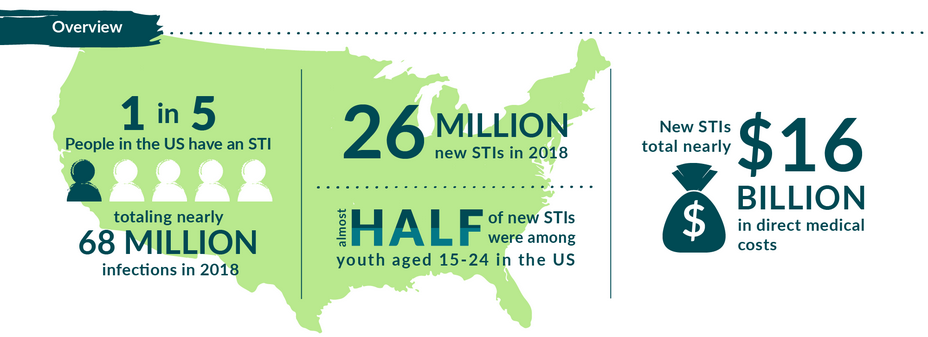 Overview
1 in 5
People in the US have an STI
totaling nearly
68 MILLION
infections in 2018
26 MILLION
new STIs in 2018
almost HALF of new STIs
were among
youth aged 15-24 in the US
New STIs
total nearly
$16
BILLION
$
in direct medical
costs